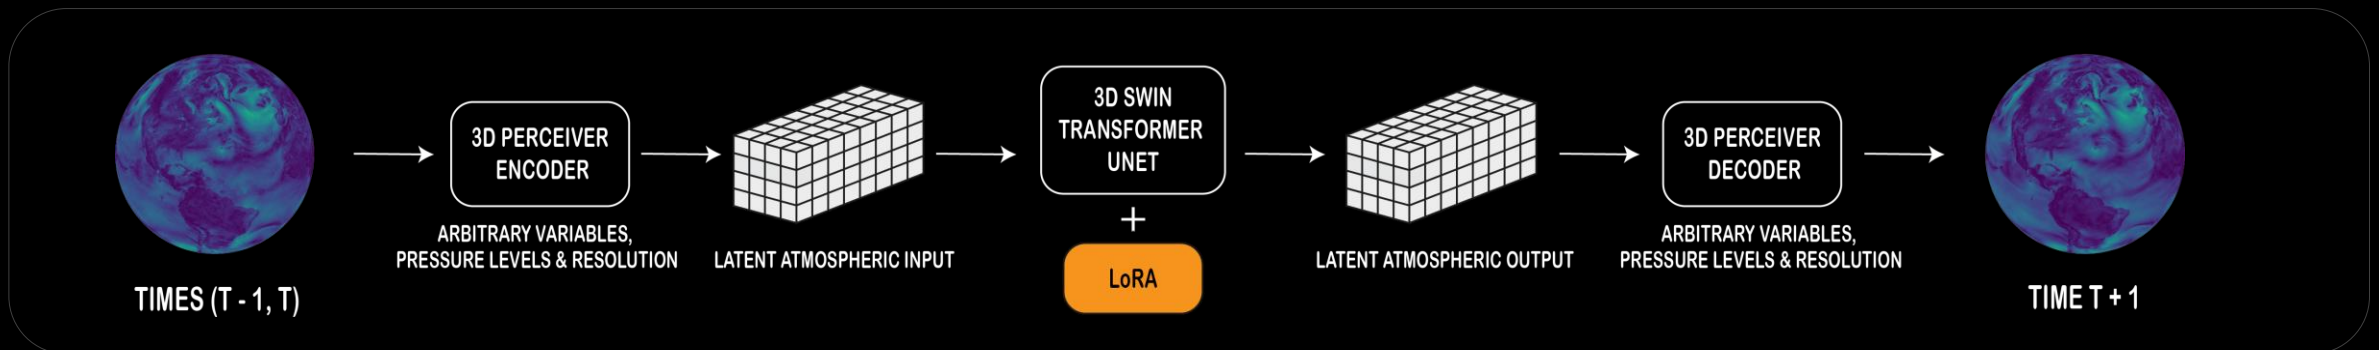 TIMES (T - 1, T)
3D PERCEIVER
ENCODER
ARBITRARY VARIABLES,
PRESSURE LEVELS & RESOLUTION
LATENT ATMOSPHERIC INPUT
3D SWIN
TRANSFORMER
UNET
+
LoRA
LATENT ATMOSPHERIC OUTPUT
3D PERCEIVER
DECODER
ARBITRARY VARIABLES,
PRESSURE LEVELS & RESOLUTION
TIME T + 1